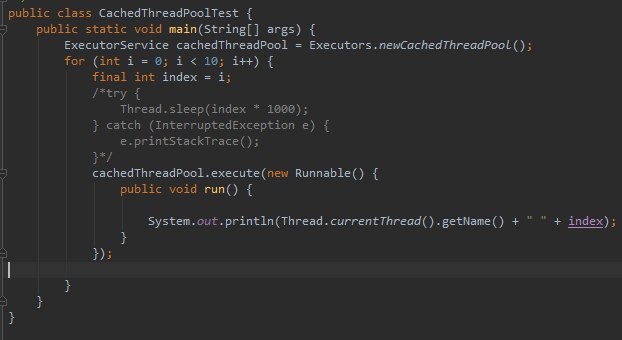 public class CachedThreadPoolTest {
    public static void main(String[] args) {
        ExecutorService cachedThreadPool = Executors.newCachedThreadPool();
        for (int i = 0; i < 10; i++) {
            final int index = i;
            /*try {
                Thread.sleep(index * 1000);
            } catch (InterruptedException e) {
                e.printStackTrace();
            }*/
            cachedThreadPool.execute(new Runnable() {
                public void run() {
                    System.out.println(Thread.currentThread().getName() + " " + index);
                }
            });
        }
    }
}